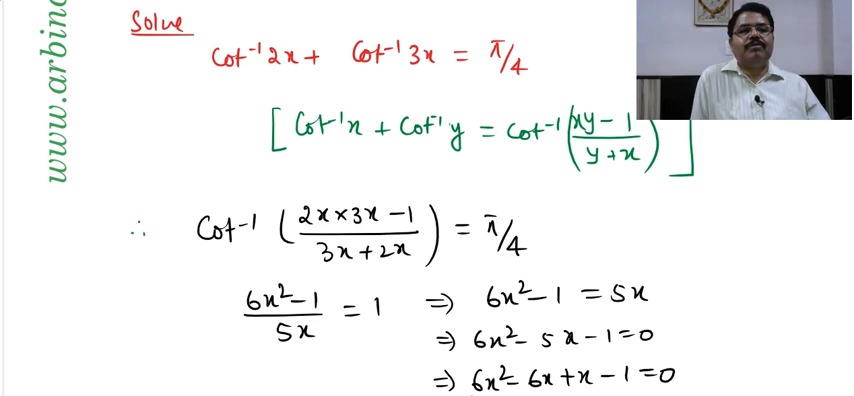 www.arbind
Solve
Cot⁻¹2x + Cot⁻¹3x = π/4
[Cot⁻¹x + Cot⁻¹y = Cot⁻¹((xy − 1)/(y + x))]
∴ Cot⁻¹((2x × 3x − 1)/(3x + 2x)) = π/4
(6x² − 1)/5x = 1 ⇒ 6x² − 1 = 5x
⇒ 6x² − 5x − 1 = 0
⇒ 6x² − 6x + x − 1 = 0